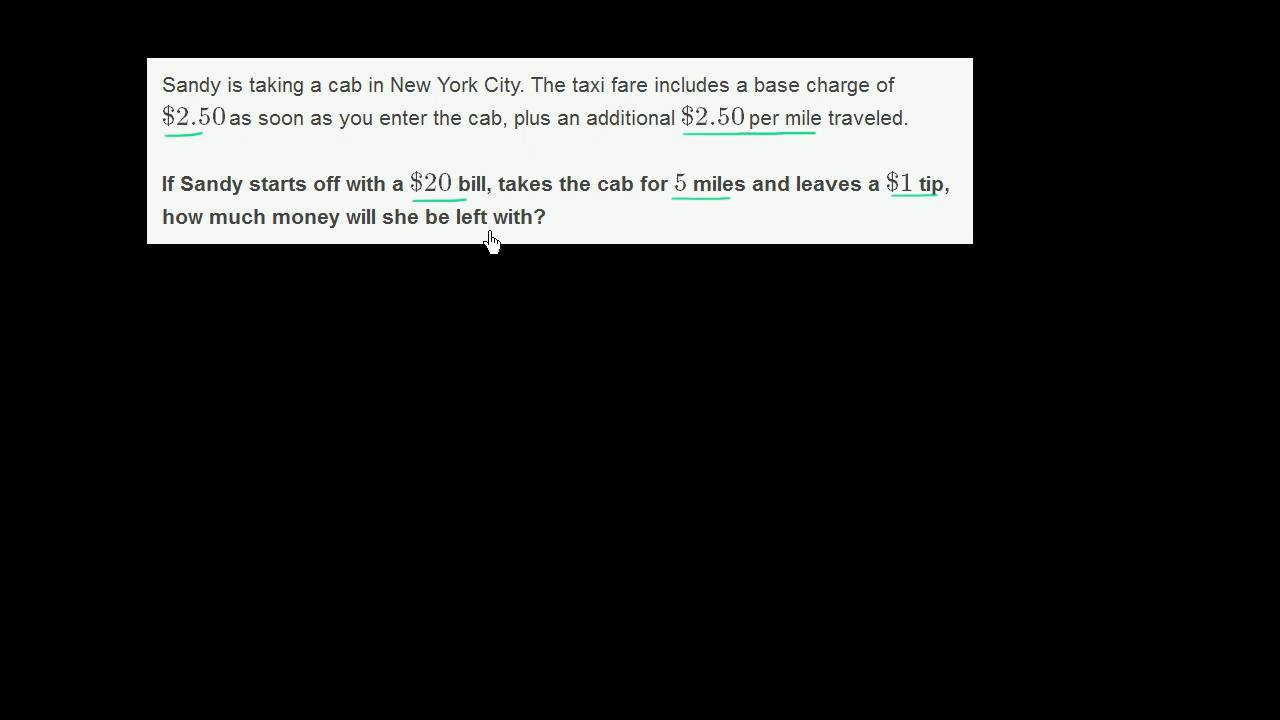 Sandy is taking a cab in New York City. The taxi fare includes a base charge of
$2.50 as soon as you enter the cab, plus an additional $2.50 per mile traveled.
If Sandy starts off with a $20 bill, takes the cab for 5 miles and leaves a $1 tip,
how much money will she be left with?